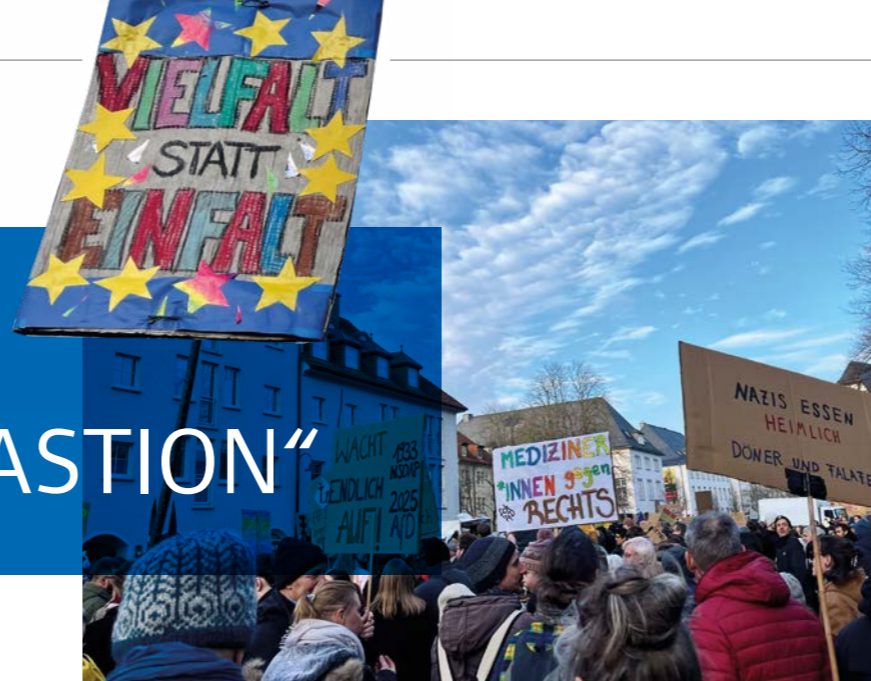 VIELFALT
STATT
EINFALT
ASTION“
WACHT
ENDLICH
AUF!
1933
NSDAP
2025
AfD
MEDIZINER
*INNEN gegen
RECHTS
NAZIS ESSEN
HEIMLICH
DÖNER UND FALAFE